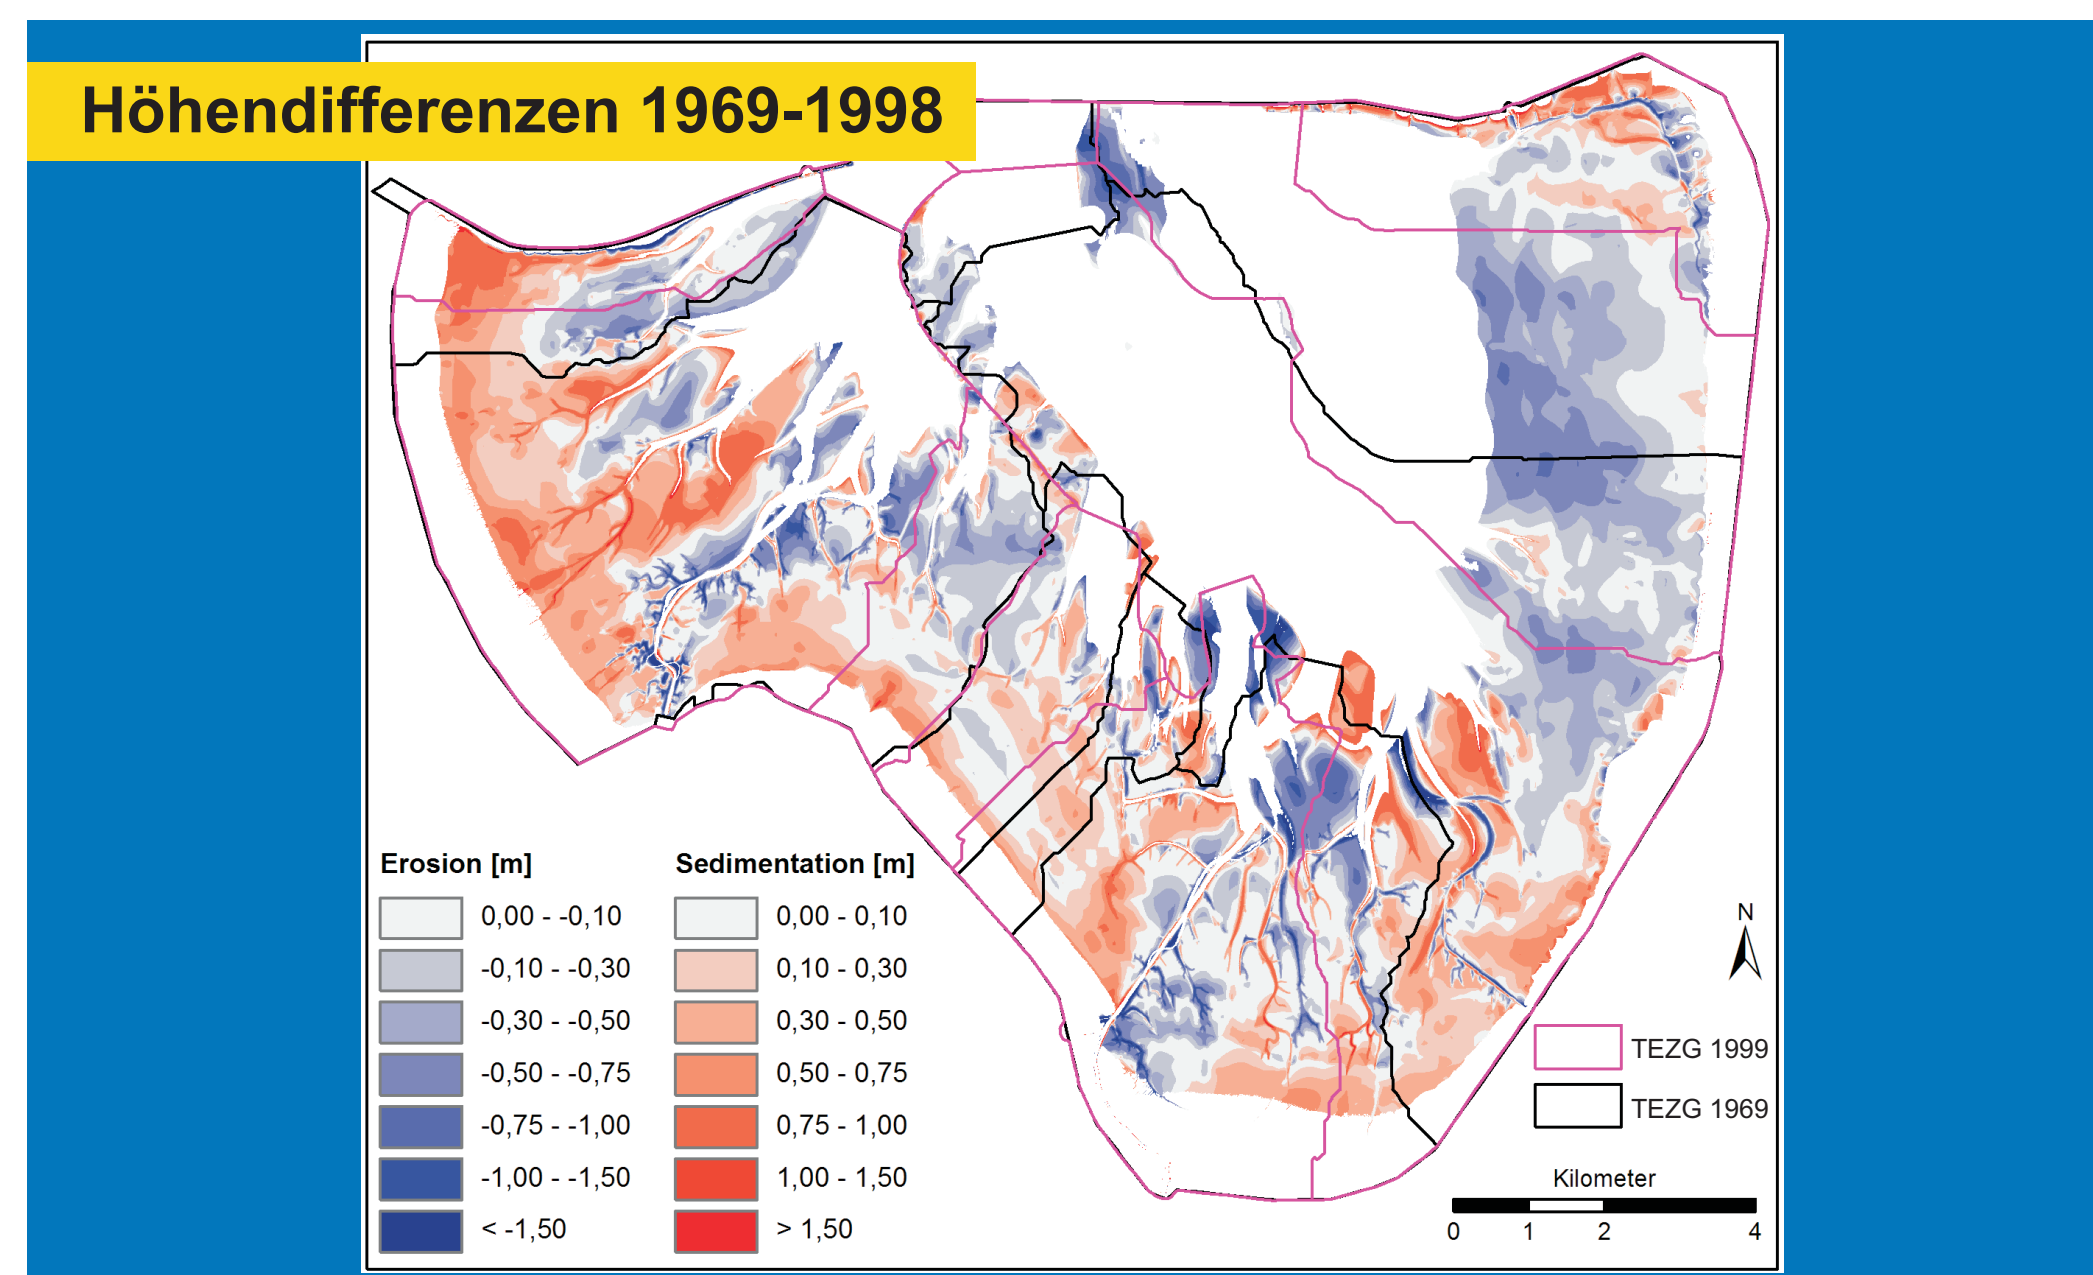 Höhendifferenzen 1969-1998
Erosion [m]
0,00 - -0,10
-0,10 - -0,30
-0,30 - -0,50
-0,50 - -0,75
-0,75 - -1,00
-1,00 - -1,50
< -1,50
Sedimentation [m]
0,00 - 0,10
0,10 - 0,30
0,30 - 0,50
0,50 - 0,75
0,75 - 1,00
1,00 - 1,50
> 1,50
N
TEZG 1999
TEZG 1969
Kilometer
0 1 2 4